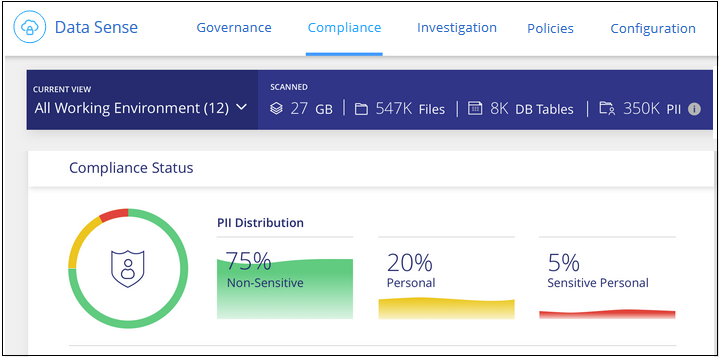 Data Sense
Governance
Compliance
Investigation
Policies
Configuration
CURRENT VIEW
All Working Environment (12)
SCANNED
27 GB
547K Files
8K DB Tables
350K PII
Compliance Status
PII Distribution
75%
Non-Sensitive
20%
Personal
5%
Sensitive Personal